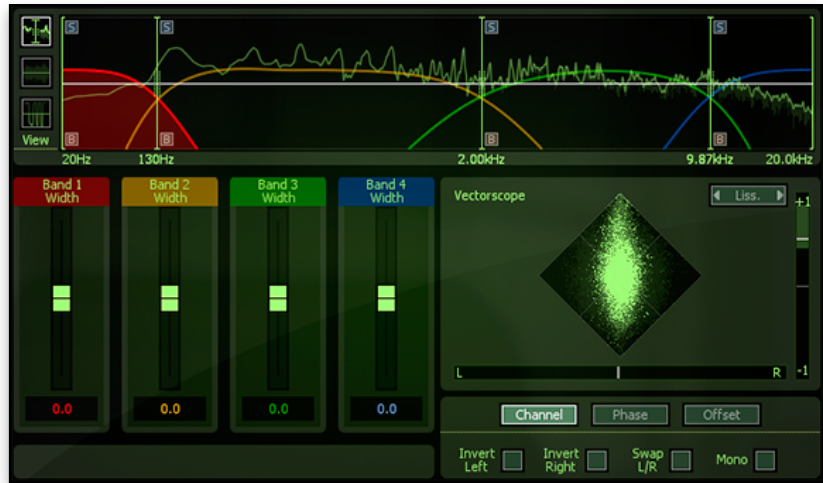 S S S S
View
B B B B
20Hz 130Hz 2.00kHz 9.87kHz 20.0kHz
Band 1 Band 2 Band 3 Band 4
Width Width Width Width
Vectorscope Liss. +1
L R -1
0.0 0.0 0.0 0.0
Channel Phase Offset
Invert Invert Swap Mono
Left Right L/R